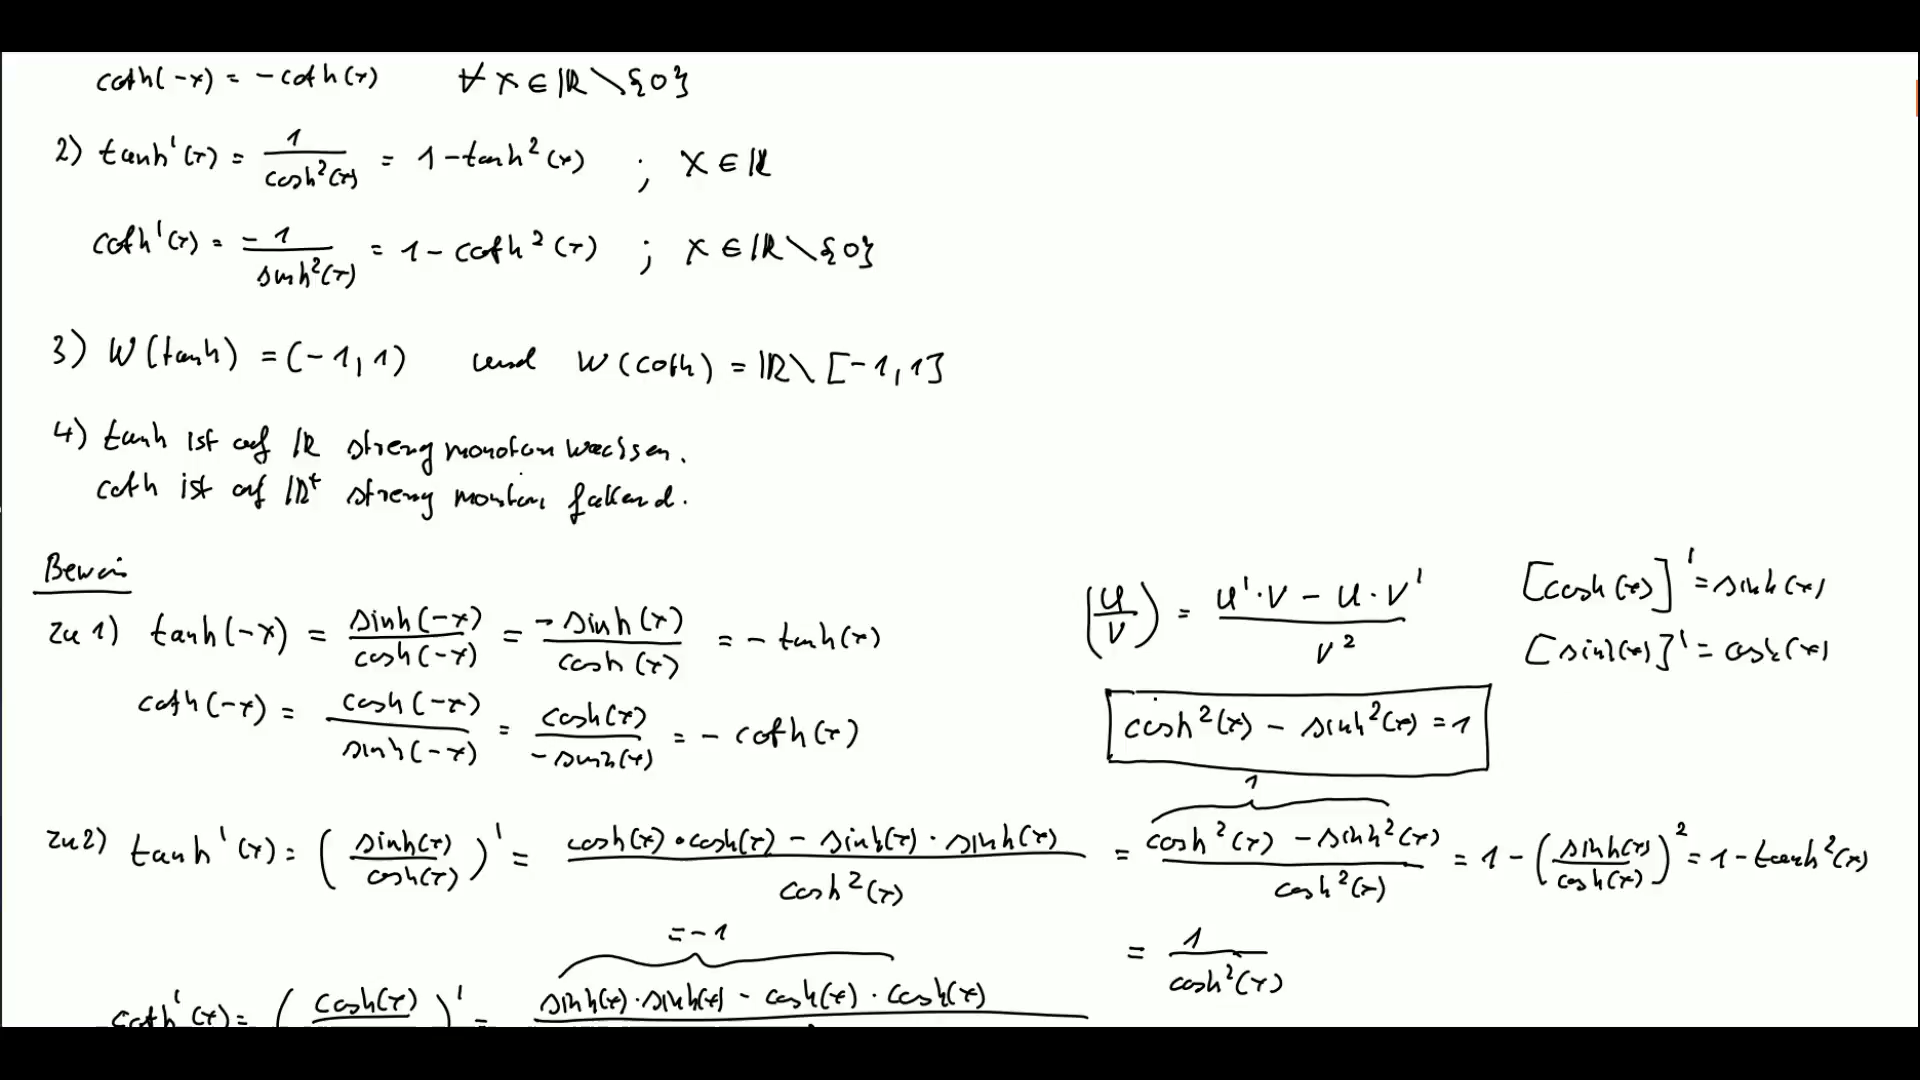 coth(-x) = -coth(x) ∀ x ∈ ℝ \ {0}
2) tanh'(x) = 1/cosh²(x) = 1 - tanh²(x) ; x ∈ ℝ
coth'(x) = -1/sinh²(x) = 1 - coth²(x) ; x ∈ ℝ \ {0}
3) W(tanh) = (-1,1) und W(coth) = ℝ \ [-1,1]
4) tanh ist auf ℝ streng monoton wachsen.
coth ist auf ℝ⁺ streng monoton fallend.
Beweis
zu 1) tanh(-x) = sinh(-x)/cosh(-x) = -sinh(x)/cosh(x) = -tanh(x)
coth(-x) = cosh(-x)/sinh(-x) = cosh(x)/-sinh(x) = -coth(x)
(u/v) = (u'·v - u·v')/v²
[cosh(x)]' = sinh(x)
[sinh(x)]' = cosh(x)
cosh²(x) - sinh²(x) = 1
1
zu 2) tanh'(x) = (sinh(x)/cosh(x))' = (cosh(x)·cosh(x) - sinh(x)·sinh(x))/cosh²(x) = (cosh²(x) - sinh²(x))/cosh²(x) = 1 - (sinh(x)/cosh(x))² = 1 - tanh²(x)
= 1/cosh²(x)
= -1
coth'(x) = (cosh(x) )' = sinh(x)·sinh(x) - cosh(x)·cosh(x)